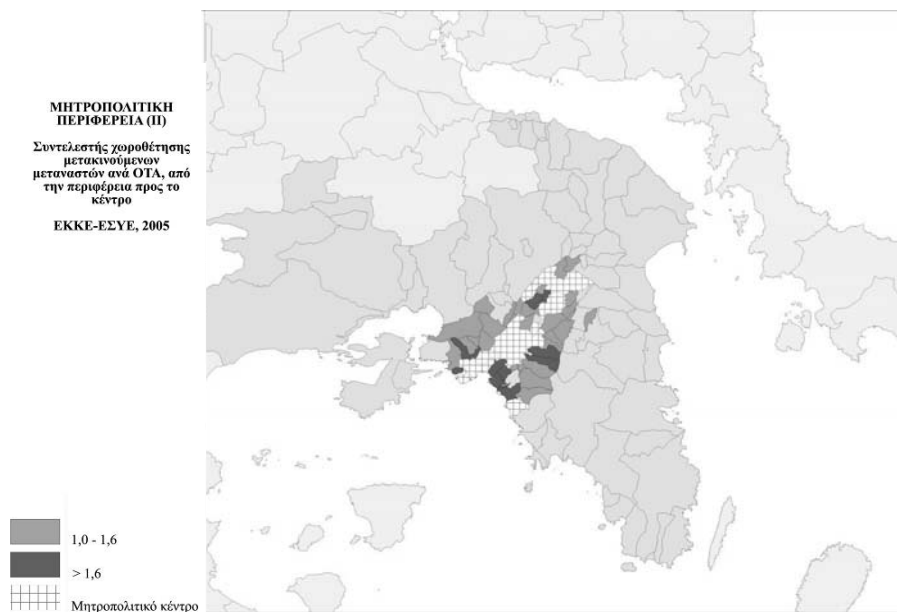 ΜΗΤΡΟΠΟΛΙΤΙΚΗ
ΠΕΡΙΦΕΡΕΙΑ (ΙΙ)
Συντελεστής χωροθέτησης
μετακινούμενων
μεταναστών ανά ΟΤΑ, από
την περιφέρεια προς το
κέντρο
ΕΚΚΕ-ΕΣΥΕ, 2005
1,0 - 1,6
> 1,6
Μητροπολιτικό κέντρο